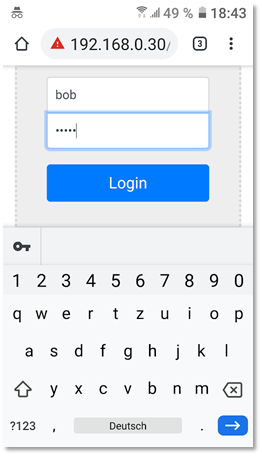 49 % 18:43
192.168.0.30/ 3
bob
•••••
Login
1 2 3 4 5 6 7 8 9 0
q w e r t z u i o p
a s d f g h j k l
y x c v b n m
?123 , Deutsch .